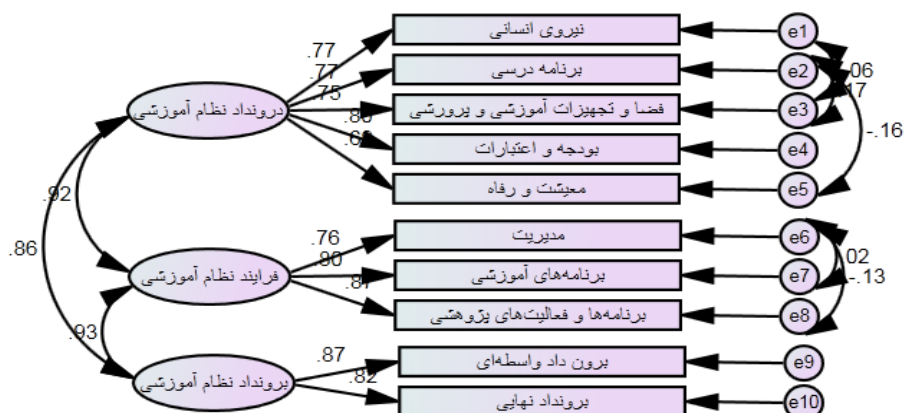 نیروی انسانی
e1
.77
برنامه درسی
e2
.77
.75
فضا و تجهیزات آموزشی و پرورشی
e3
درونداد نظام آموزشی
بودجه و اعتبارات
e4
-.16
معیشت و رفاه
e5
.92
.86
مدیریت
e6
.76
.80
برنامه‌های آموزشی
e7
02
-.13
فرایند نظام آموزشی
برنامه‌ها و فعالیت‌های پژوهشی
e8
.93
.87
برون داد واسطه‌ای
e9
برونداد نظام آموزشی
.82
برونداد نهایی
e10